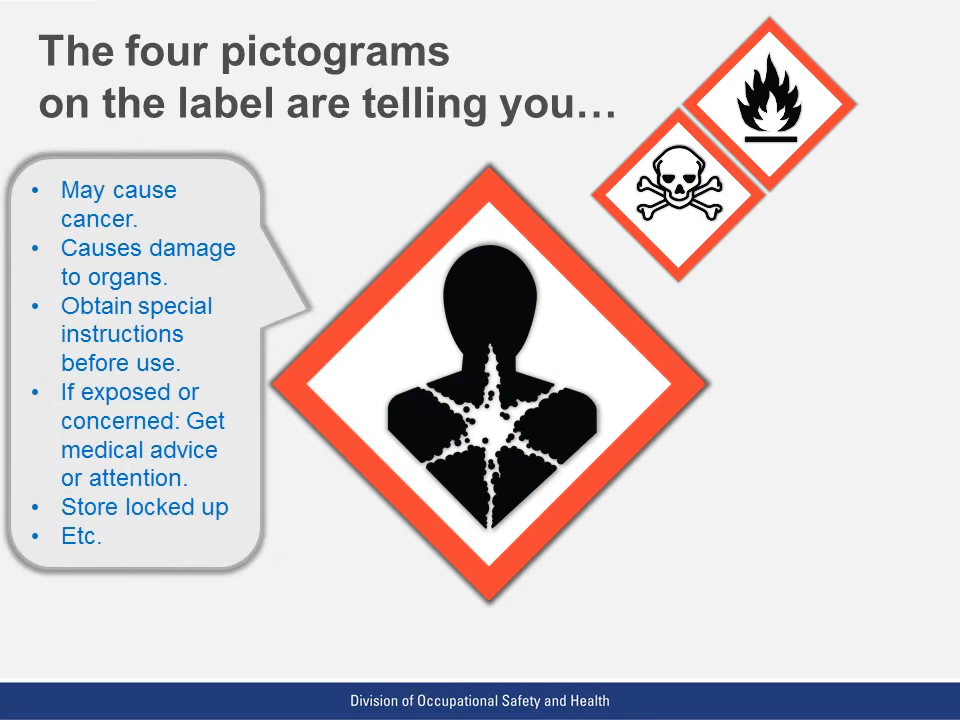 The four pictograms
on the label are telling you…
• May cause
cancer.
• Causes damage
to organs.
• Obtain special
instructions
before use.
• If exposed or
concerned: Get
medical advice
or attention.
• Store locked up
• Etc.
Division of Occupational Safety and Health